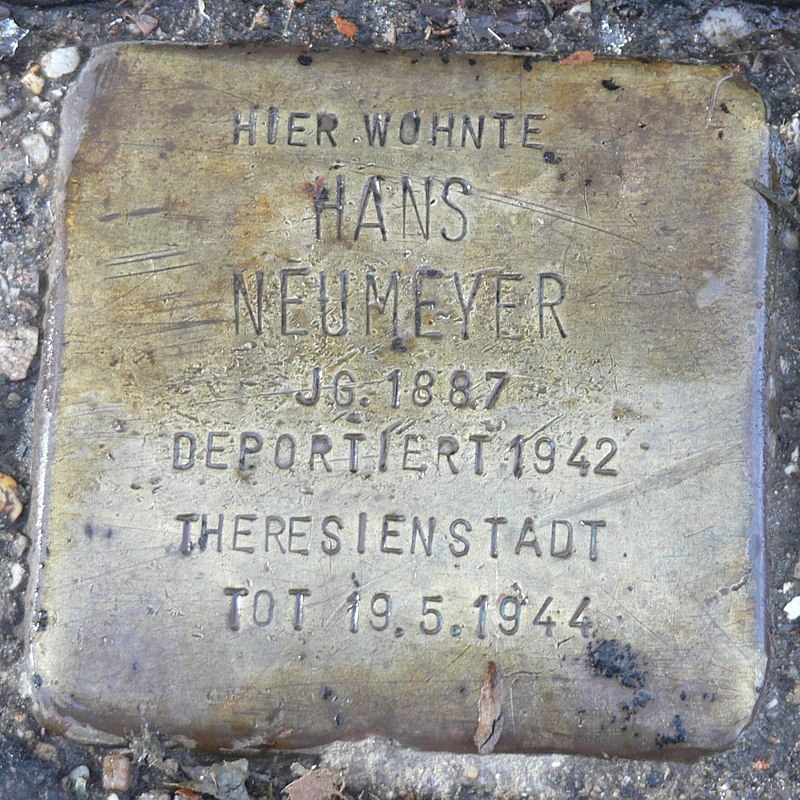 HIER WOHNTE
HANS
NEUMEYER
JG. 1887
DEPORTIERT 1942
THERESIENSTADT
TOT 19.5.1944